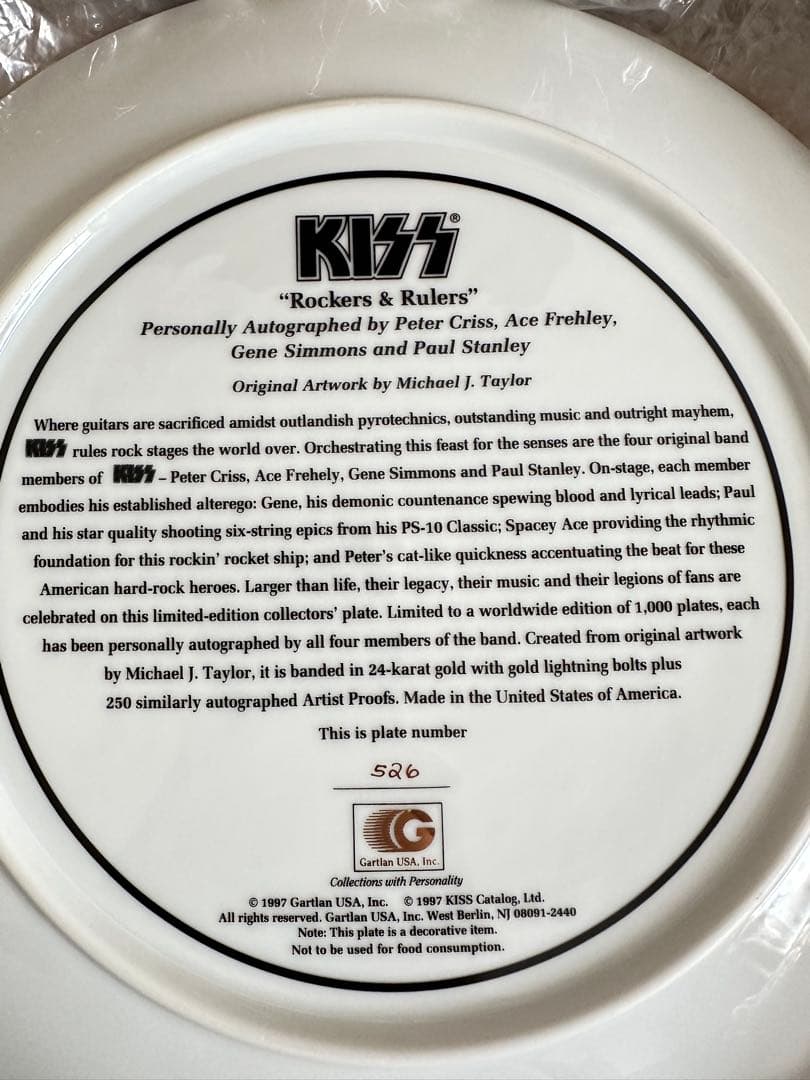 KISS®
“Rockers & Rulers”
Personally Autographed by Peter Criss, Ace Frehley,
Gene Simmons and Paul Stanley
Original Artwork by Michael J. Taylor
Where guitars are sacrificed amidst outlandish pyrotechnics, outstanding music and outright mayhem,
KISS rules rock stages the world over. Orchestrating this feast for the senses are the four original band
members of KISS – Peter Criss, Ace Frehely, Gene Simmons and Paul Stanley. On-stage, each member
embodies his established alterego: Gene, his demonic countenance spewing blood and lyrical leads; Paul
and his star quality shooting six-string epics from his PS-10 Classic; Spacey Ace providing the rhythmic
foundation for this rockin’ rocket ship; and Peter’s cat-like quickness accentuating the beat for these
American hard-rock heroes. Larger than life, their legacy, their music and their legions of fans are
celebrated on this limited-edition collectors’ plate. Limited to a worldwide edition of 1,000 plates, each
has been personally autographed by all four members of the band. Created from original artwork
by Michael J. Taylor, it is banded in 24-karat gold with gold lightning bolts plus
250 similarly autographed Artist Proofs. Made in the United States of America.
This is plate number
526
G
Gartlan USA, Inc.
Collections with Personality
© 1997 Gartlan USA, Inc. © 1997 KISS Catalog, Ltd.
All rights reserved. Gartlan USA, Inc. West Berlin, NJ 08091-2440
Note: This plate is a decorative item.
Not to be used for food consumption.